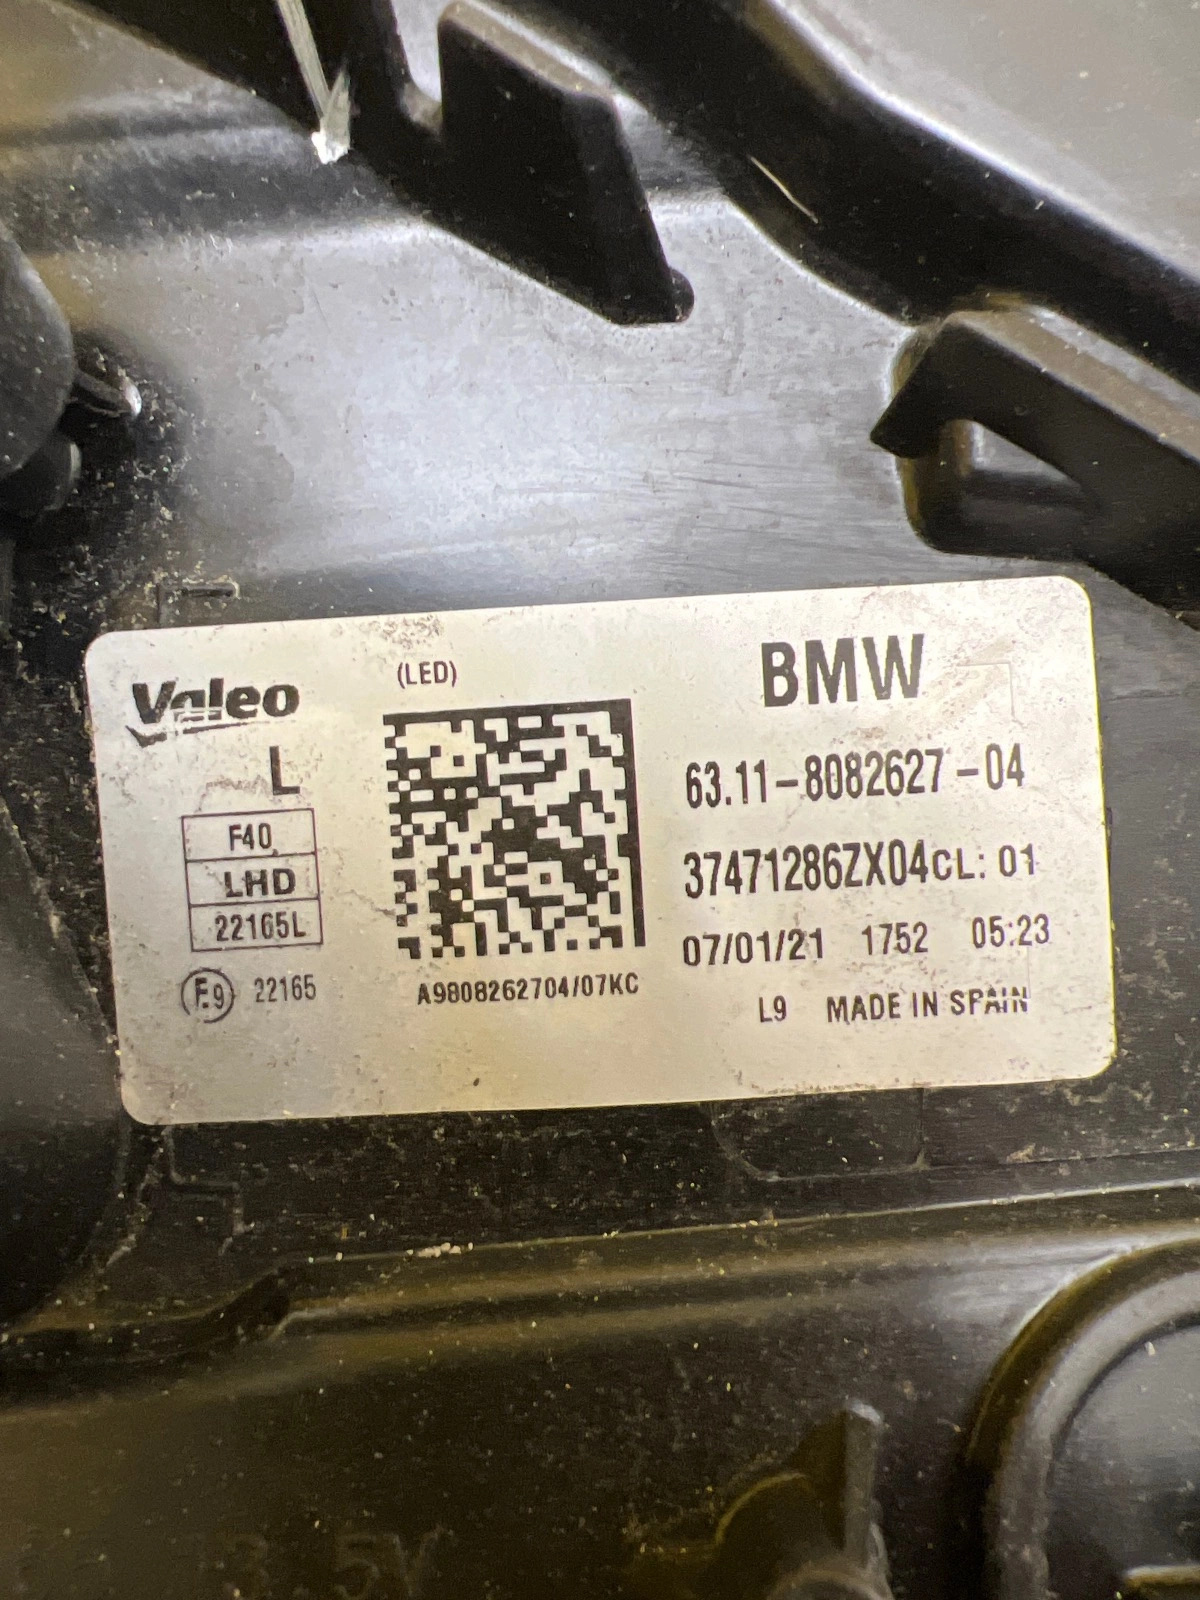 Valeo
(LED)
BMW
L
63.11-8082627-04
F40
LHD
22165L
37471286ZX04CL: 01
07/01/21 1752 05:23
E9 22165
A9808262704/07KC
L9 MADE IN SPAIN